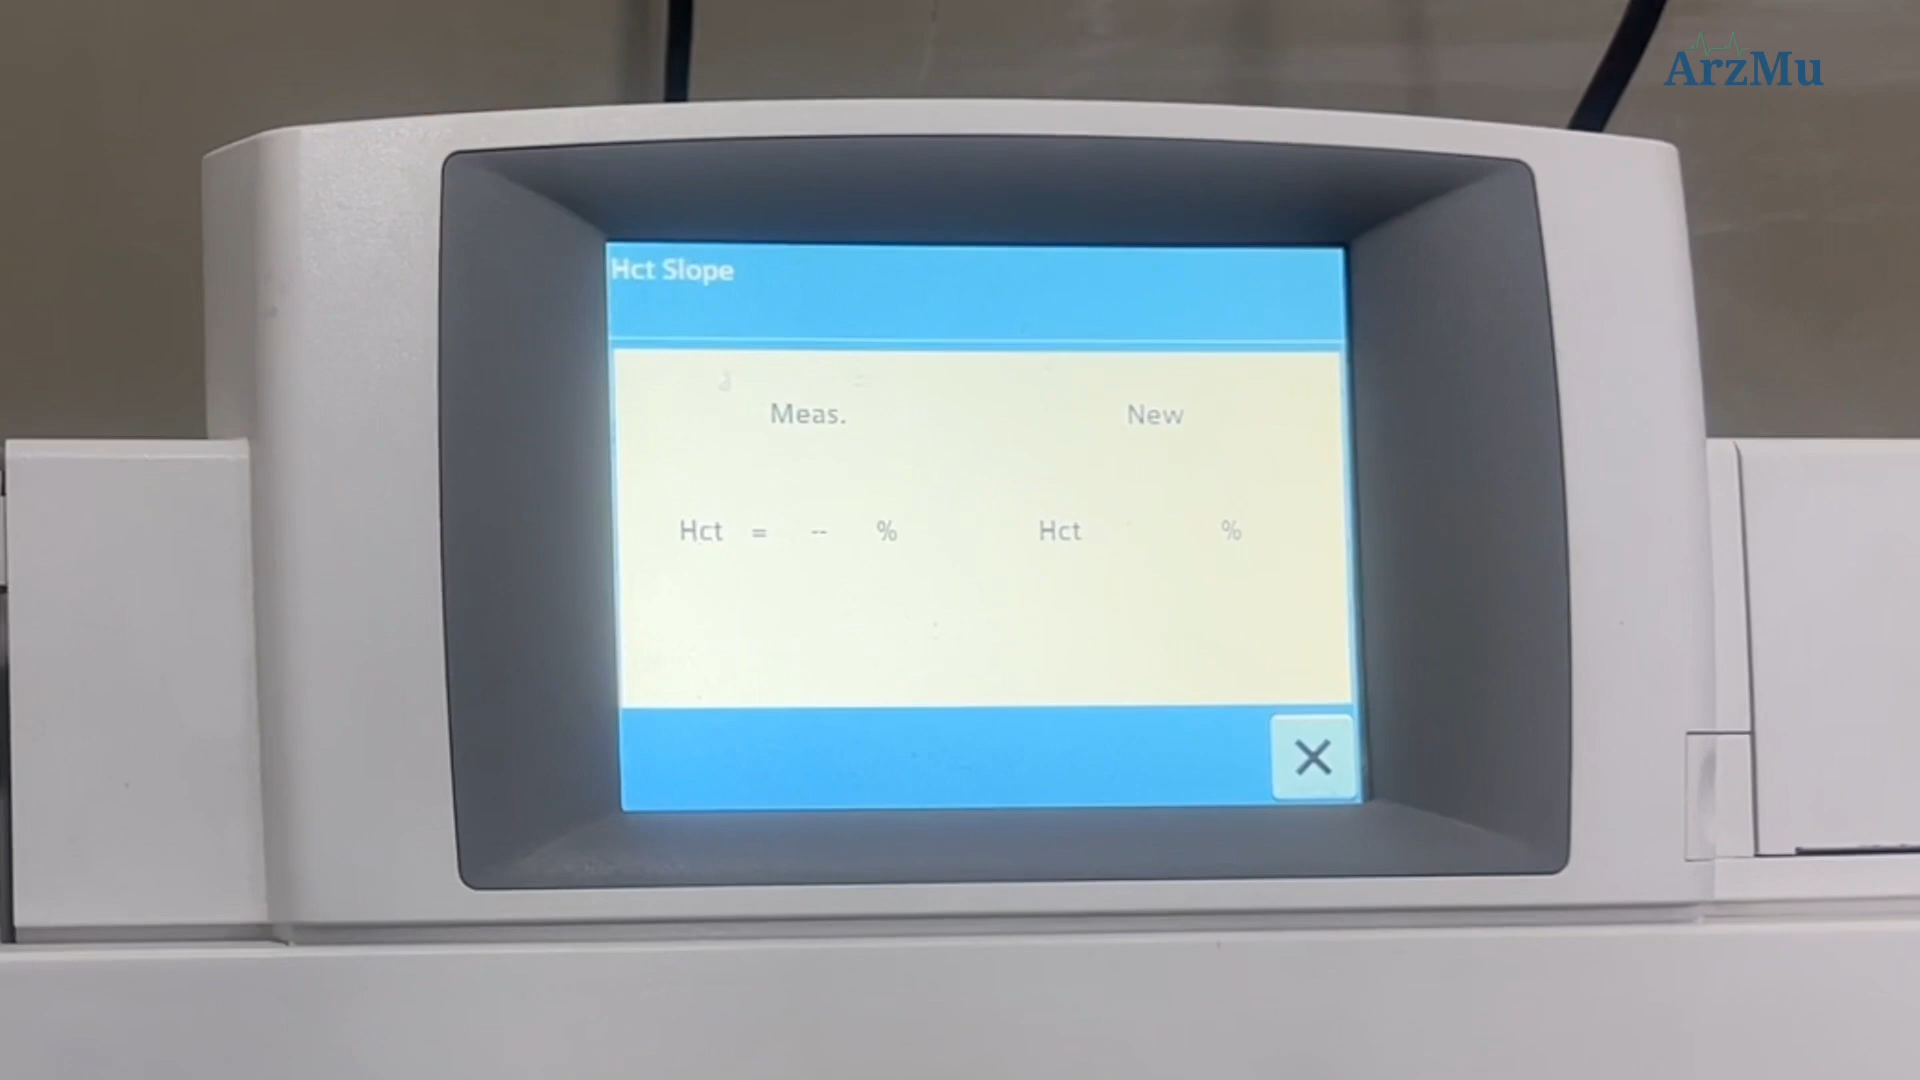 ArzMu
Hct Slope
Meas. New
Hct = -- % Hct %